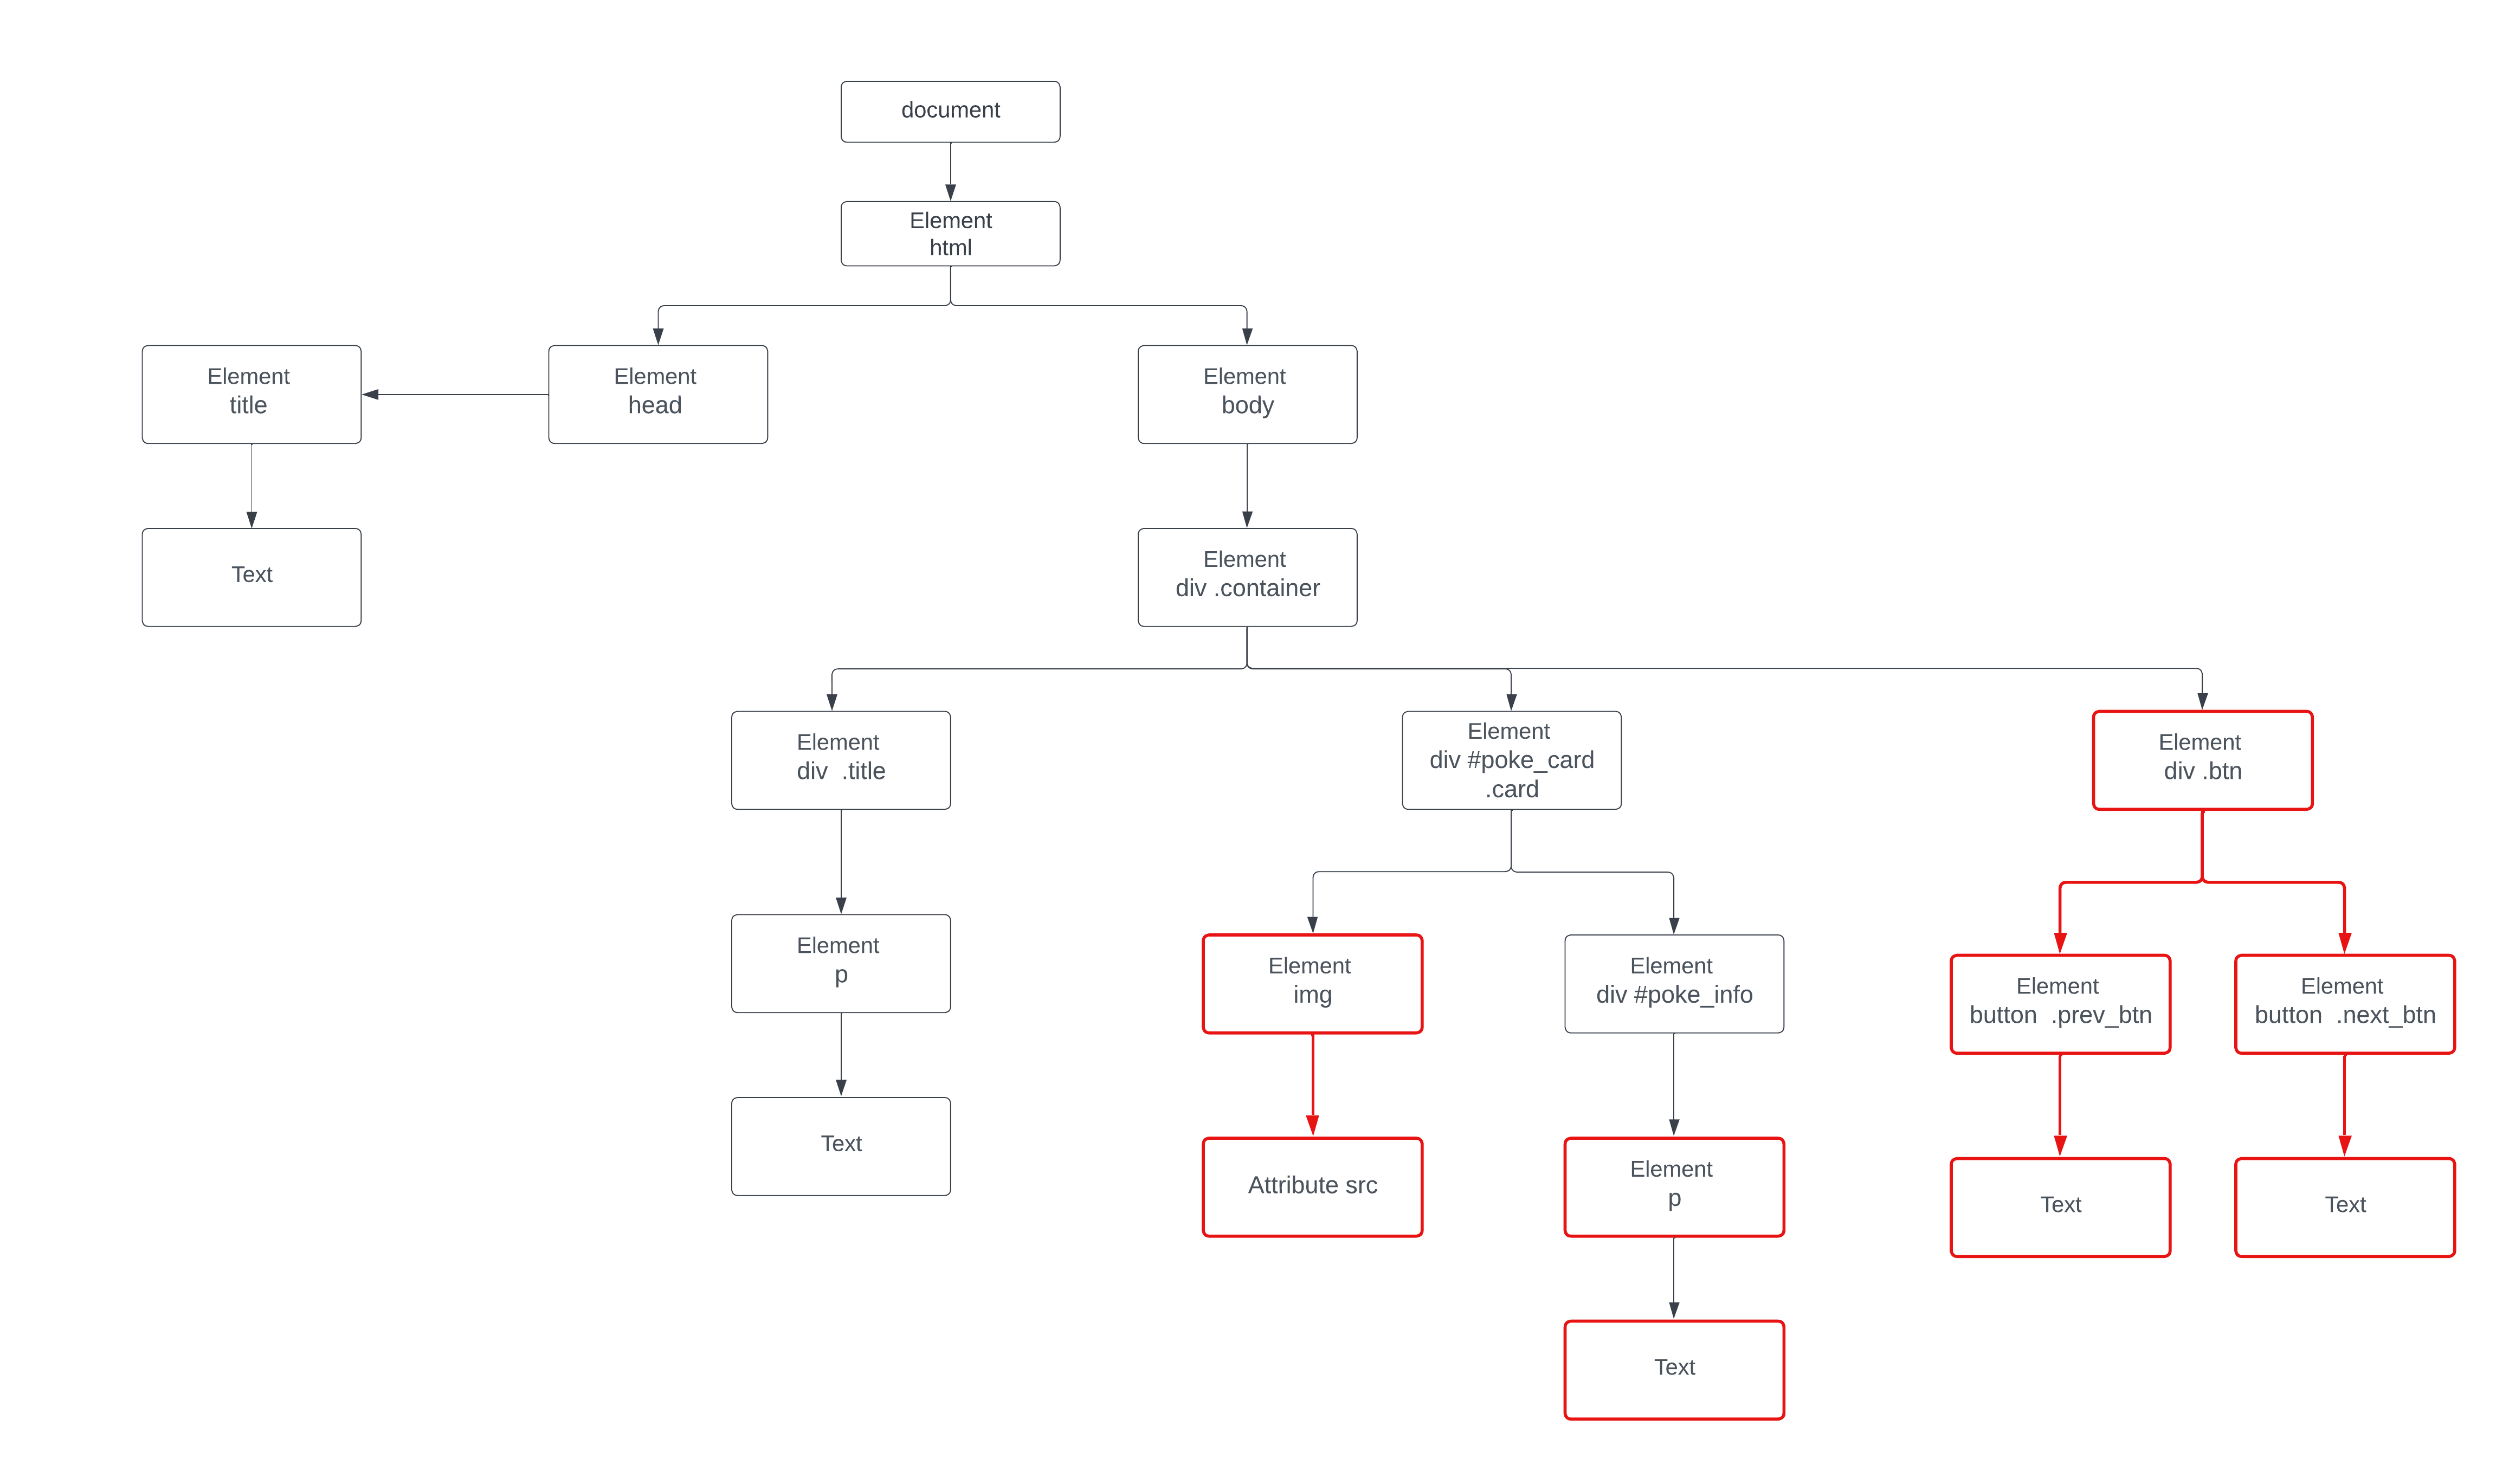 document
Element
html
Element
title
Element
head
Element
body
Text
Element
div .container
Element
div  .title
Element
div #poke_card
.card
Element
div .btn
Element
p
Element
img
Element
div #poke_info
Element
button  .prev_btn
Element
button  .next_btn
Text
Attribute src
Element
p
Text
Text
Text